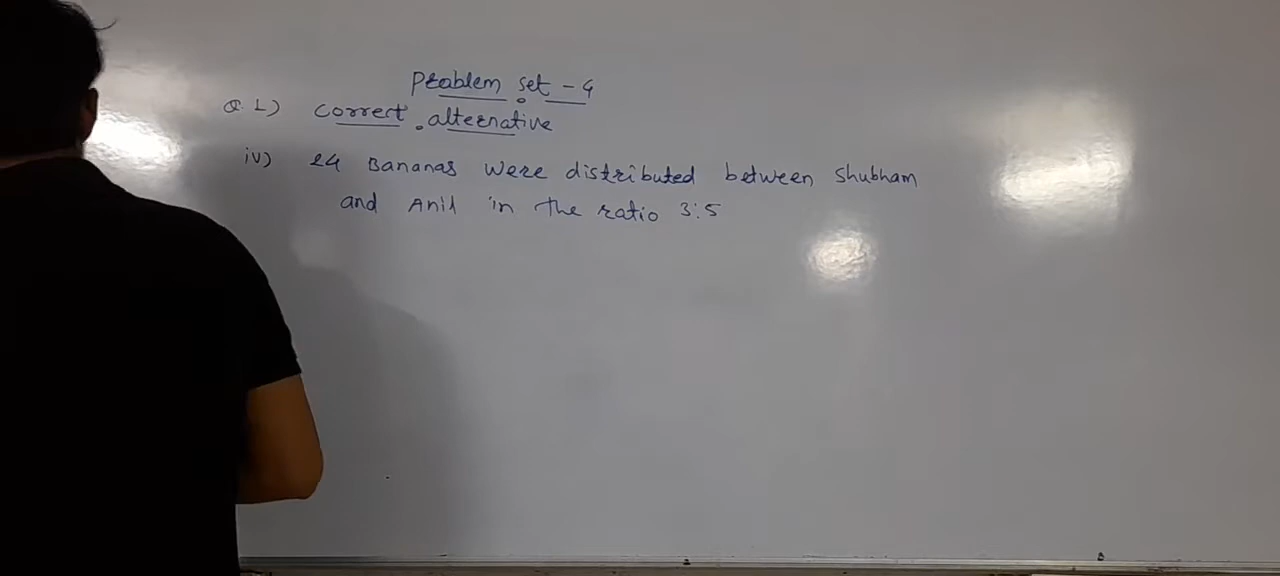 Problem set - 4
Q. 1) correct alternative
iv) 24 Bananas were distributed between Shubham
and Anil in the ratio 3:5